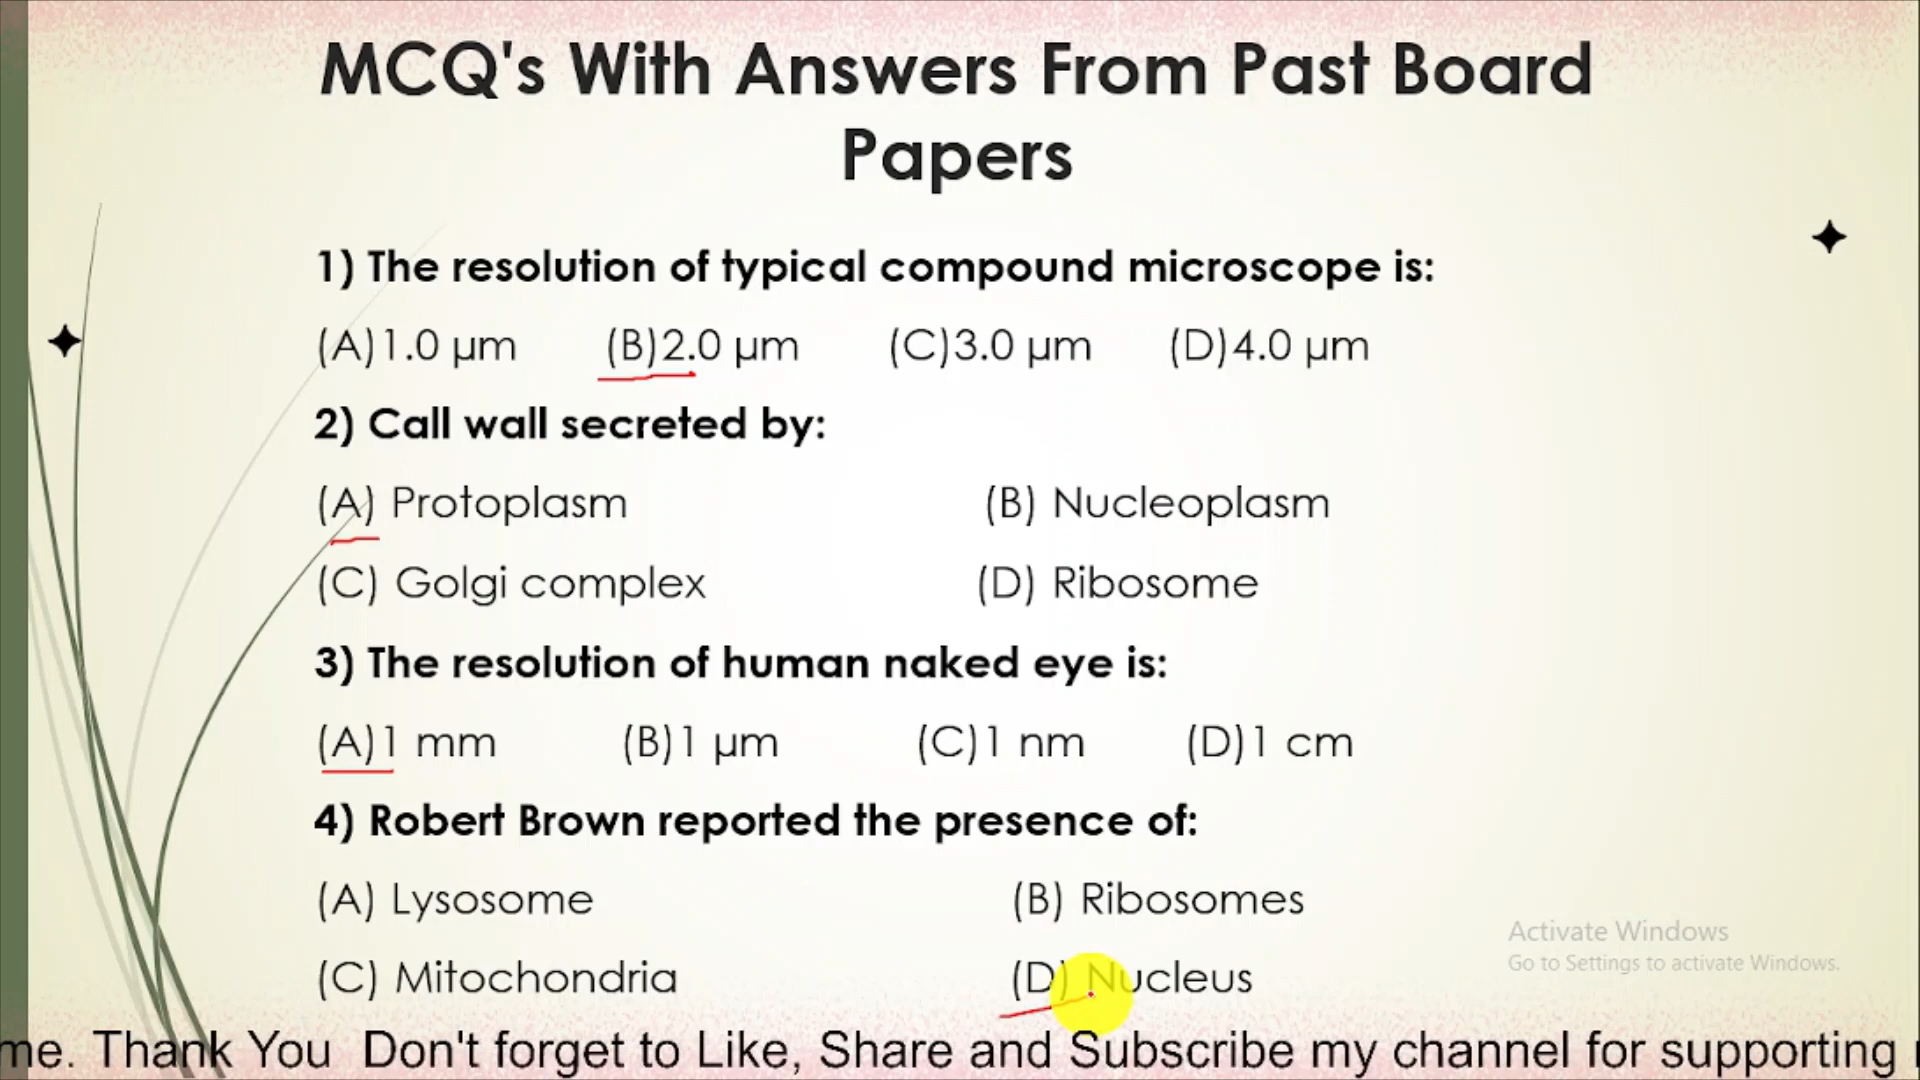 MCQ's With Answers From Past Board
Papers
1) The resolution of typical compound microscope is:
(A)1.0 µm (B)2.0 µm (C)3.0 µm (D)4.0 µm
2) Call wall secreted by:
(A) Protoplasm (B) Nucleoplasm
(C) Golgi complex (D) Ribosome
3) The resolution of human naked eye is:
(A)1 mm (B)1 µm (C)1 nm (D)1 cm
4) Robert Brown reported the presence of:
(A) Lysosome (B) Ribosomes
(C) Mitochondria (D) Nucleus
Activate Windows
Go to Settings to activate Windows.
me. Thank You Don't forget to Like, Share and Subscribe my channel for supporting